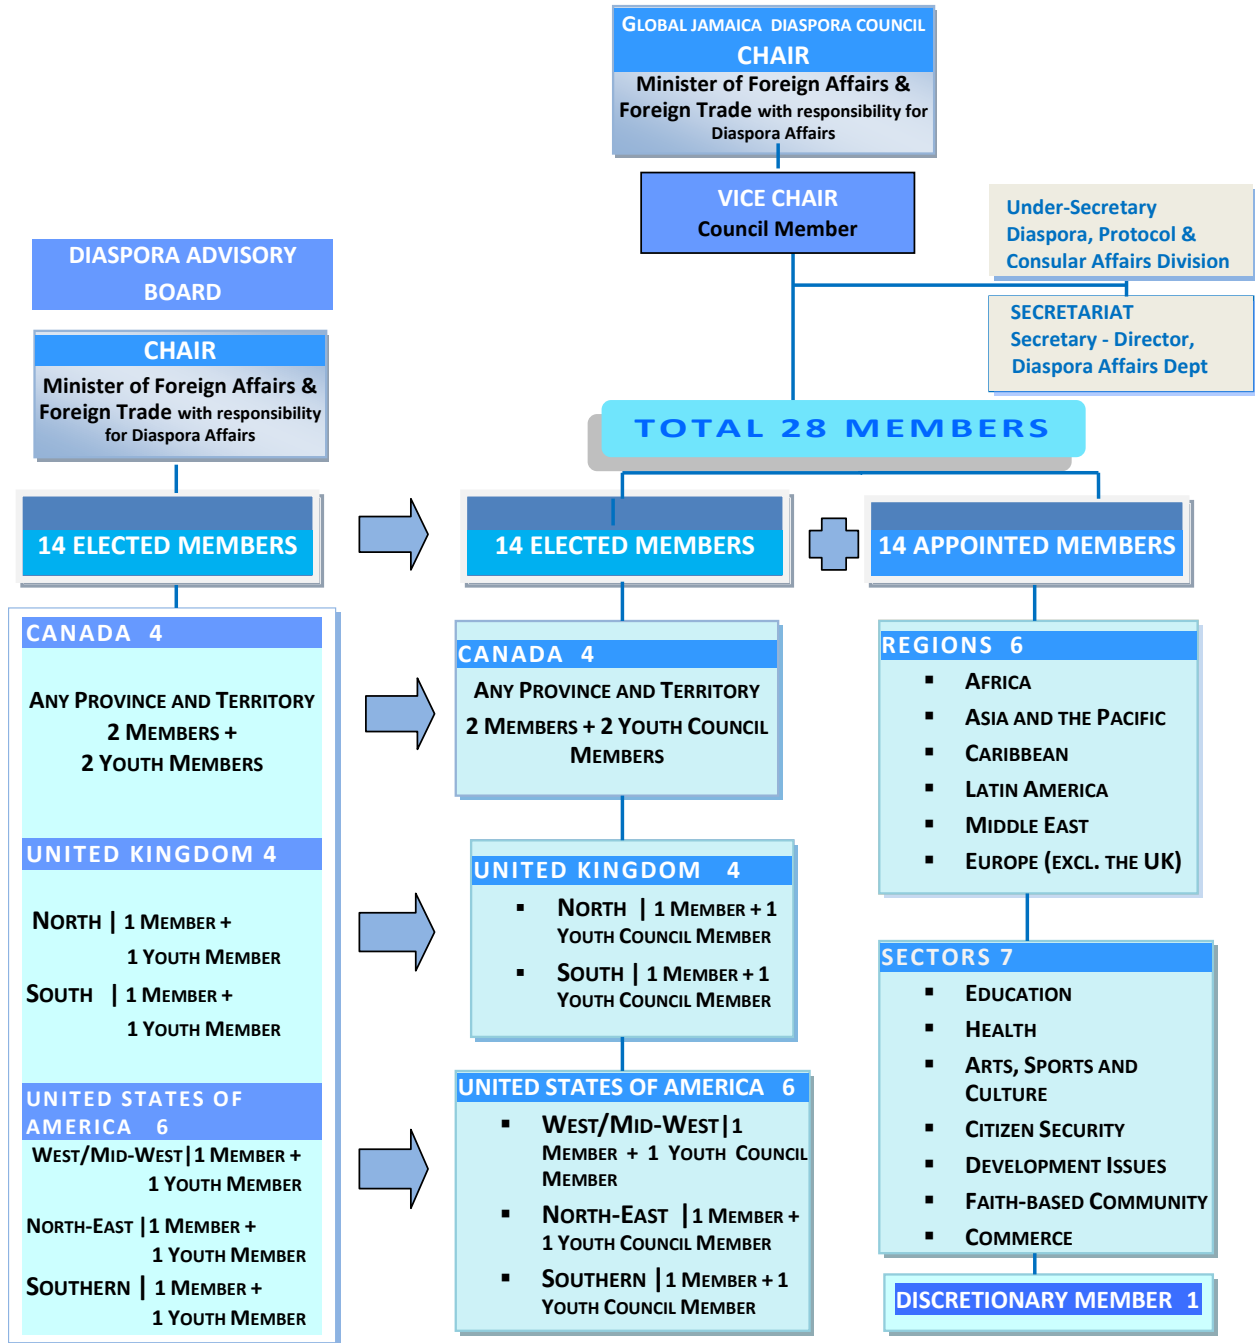 GLOBAL JAMAICA DIASPORA COUNCIL
CHAIR
Minister of Foreign Affairs &
Foreign Trade with responsibility for
Diaspora Affairs
VICE CHAIR
Council Member
Under-Secretary
Diaspora, Protocol &
Consular Affairs Division
SECRETARIAT
Secretary - Director,
Diaspora Affairs Dept
DIASPORA ADVISORY
BOARD
CHAIR
Minister of Foreign Affairs &
Foreign Trade with responsibility
for Diaspora Affairs
TOTAL 28 MEMBERS
14 ELECTED MEMBERS
14 ELECTED MEMBERS
14 APPOINTED MEMBERS
CANADA 4
ANY PROVINCE AND TERRITORY
2 MEMBERS +
2 YOUTH MEMBERS
UNITED KINGDOM 4
NORTH | 1 MEMBER +
1 YOUTH MEMBER
SOUTH | 1 MEMBER +
1 YOUTH MEMBER
UNITED STATES OF
AMERICA 6
WEST/MID-WEST|1 MEMBER +
1 YOUTH MEMBER
NORTH-EAST |1 MEMBER +
1 YOUTH MEMBER
SOUTHERN | 1 MEMBER +
1 YOUTH MEMBER
CANADA 4
ANY PROVINCE AND TERRITORY
2 MEMBERS + 2 YOUTH COUNCIL
MEMBERS
UNITED KINGDOM 4
▪ NORTH | 1 MEMBER + 1
YOUTH COUNCIL MEMBER
▪ SOUTH | 1 MEMBER + 1
YOUTH COUNCIL MEMBER
UNITED STATES OF AMERICA 6
▪ WEST/MID-WEST|1
MEMBER + 1 YOUTH COUNCIL
MEMBER
▪ NORTH-EAST |1 MEMBER +
1 YOUTH COUNCIL MEMBER
▪ SOUTHERN |1 MEMBER + 1
YOUTH COUNCIL MEMBER
REGIONS 6
▪ AFRICA
▪ ASIA AND THE PACIFIC
▪ CARIBBEAN
▪ LATIN AMERICA
▪ MIDDLE EAST
▪ EUROPE (EXCL. THE UK)
SECTORS 7
▪ EDUCATION
▪ HEALTH
▪ ARTS, SPORTS AND
CULTURE
▪ CITIZEN SECURITY
▪ DEVELOPMENT ISSUES
▪ FAITH-BASED COMMUNITY
▪ COMMERCE
DISCRETIONARY MEMBER 1